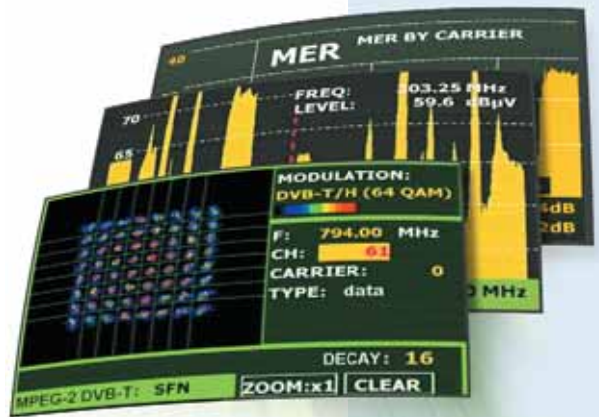 40
MER MER BY CARRIER
FREQ: 303.25 MHz
LEVEL: 59.6 dBµV
70
65
MODULATION:
DVB-T/H (64 QAM)
F: 794.00 MHz
CH: 61
CARRIER: 0
TYPE: data
dB
2dB
MHz
DECAY: 16
MPEG-2 DVB-T: SFN ZOOM:x1 CLEAR